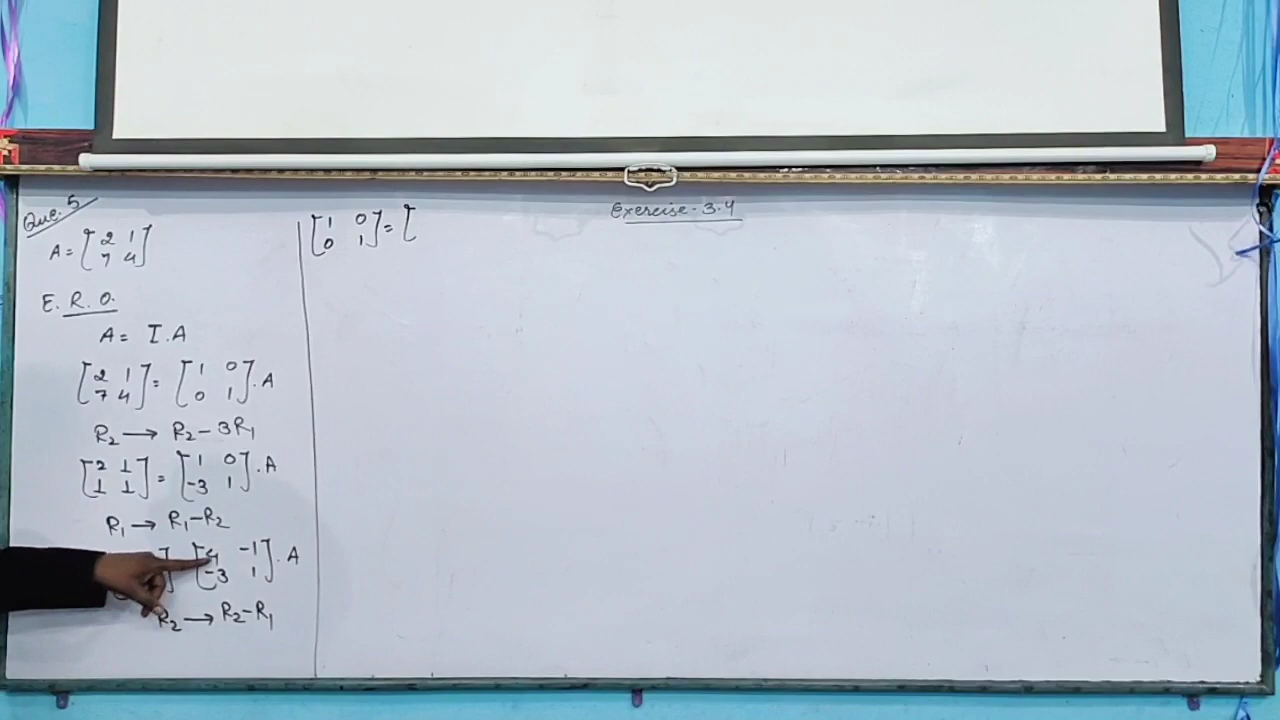 Que. 5
A = [ 2 1
7 4 ]
E. R. O.
A = I . A
[ 2 1
7 4 ] = [ 1 0
0 1 ] . A
R₂ → R₂ - 3R₁
[ 2 1
1 1 ] = [ 1 0
-3 1 ] . A
R₁ → R₁ - R₂
] [ 4 -1
-3 1 ] . A
R₂ → R₂ - R₁
[ 1 0
0 1 ] = [
Exercise - 3.4